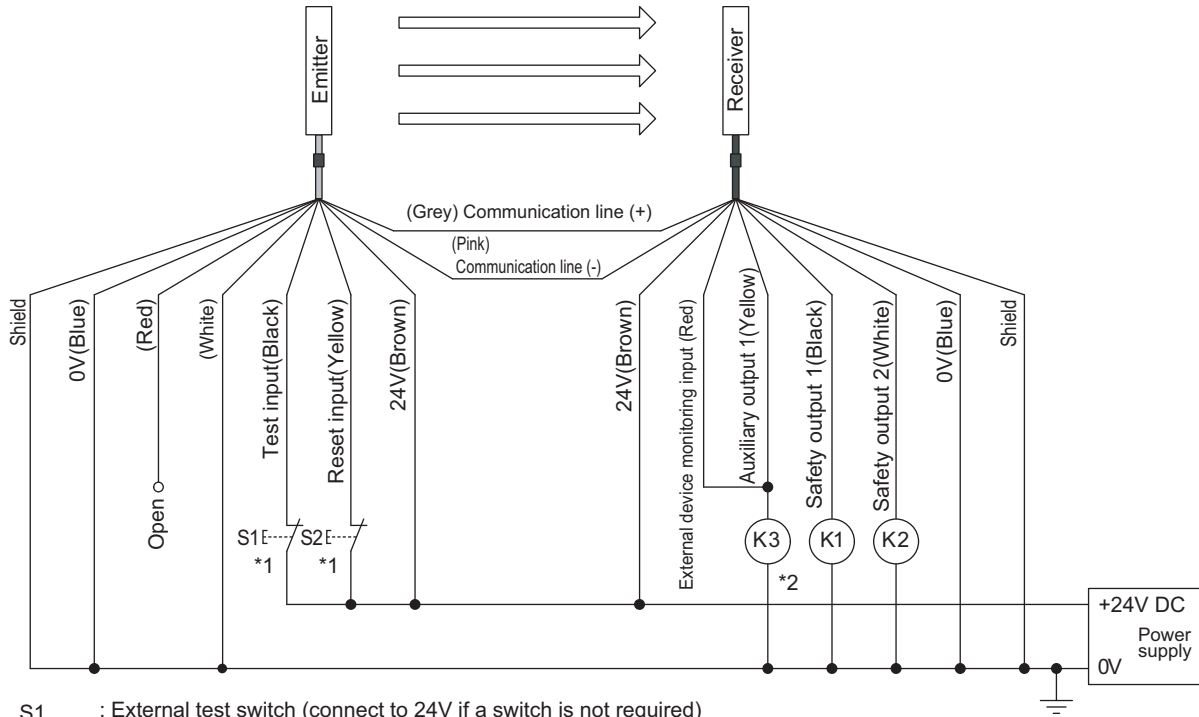 Emitter
Receiver
(Grey) Communication line (+)
(Pink)
Communication line (-)
Shield
0V(Blue)
(Red)
(White)
Test input(Black)
Reset input(Yellow)
24V(Brown)
24V(Brown)
External device monitoring input (Red)
Auxiliary output 1(Yellow)
Safety output 1(Black)
Safety output 2(White)
0V(Blue)
Shield
Open
S1
*1
S2
*1
K3
*2
K1
K2
+24V DC
Power
supply
0V
S1 : External test switch (connect to 24V if a switch is not required)